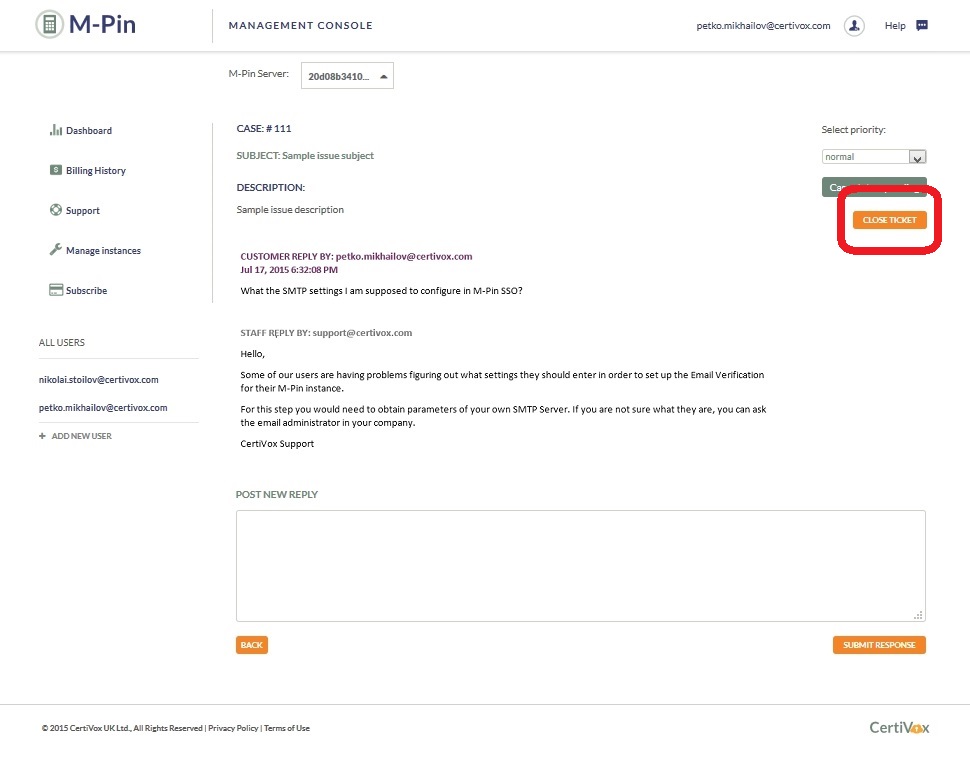 M-Pin
MANAGEMENT CONSOLE
petko.mikhailov@certivox.com
Help
M-Pin Server:
20d08b3410...
Dashboard
Billing History
Support
Manage instances
Subscribe
ALL USERS
nikolai.stoilov@certivox.com
petko.mikhailov@certivox.com
+ ADD NEW USER
CASE: # 111
SUBJECT: Sample issue subject
DESCRIPTION:
Sample issue description
Select priority:
normal
CLOSE TICKET
CUSTOMER REPLY BY: petko.mikhailov@certivox.com
Jul 17, 2015 6:32:08 PM
What the SMTP settings I am supposed to configure in M-Pin SSO?
STAFF REPLY BY: support@certivox.com
Hello,
Some of our users are having problems figuring out what settings they should enter in order to set up the Email Verification
for their M-Pin instance.
For this step you would need to obtain parameters of your own SMTP Server. If you are not sure what they are, you can ask
the email administrator in your company.
CertiVox Support
POST NEW REPLY
BACK
SUBMIT RESPONSE
© 2015 CertiVox UK Ltd., All Rights Reserved | Privacy Policy | Terms of Use
CertiVox